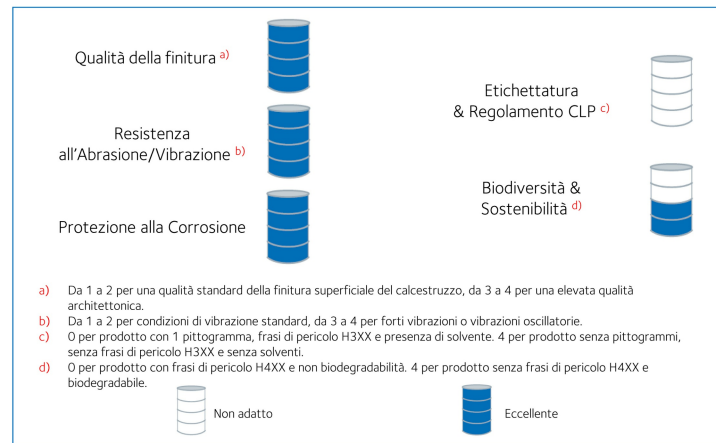 Qualità della finitura a)
Resistenza
all'Abrasione/Vibrazione b)
Protezione alla Corrosione
Etichettatura
& Regolamento CLP c)
Biodiversità &
Sostenibilità d)
a) Da 1 a 2 per una qualità standard della finitura superficiale del calcestruzzo, da 3 a 4 per una elevata qualità
architettonica.
b) Da 1 a 2 per condizioni di vibrazione standard, da 3 a 4 per forti vibrazioni o vibrazioni oscillatorie.
c) 0 per prodotto con 1 pittogramma, frasi di pericolo H3XX e presenza di solvente. 4 per prodotto senza pittogrammi,
senza frasi di pericolo H3XX e senza solventi.
d) 0 per prodotto con frasi di pericolo H4XX e non biodegradabilità. 4 per prodotto senza frasi di pericolo H4XX e
biodegradabile.
Non adatto
Eccellente